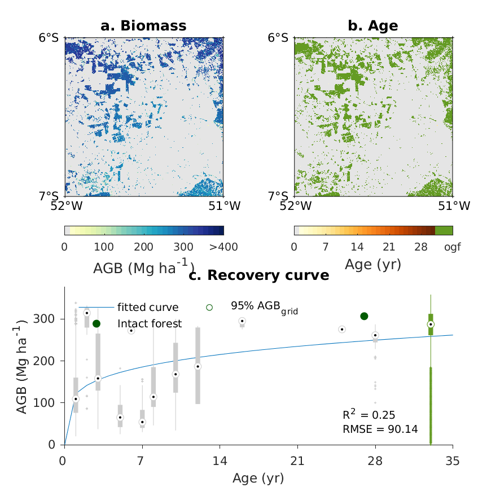 a. Biomass
b. Age
6°S
6°S
7°S
7°S
52°W
51°W
52°W
51°W
0
100
200
300
>400
0
7
14
21
28
ogf
AGB (Mg ha⁻¹)
Age (yr)
c. Recovery curve
fitted curve
95% AGB_grid
Intact forest
AGB (Mg ha⁻¹)
300
200
100
0
R² = 0.25
RMSE = 90.14
0
7
14
21
28
35
Age (yr)